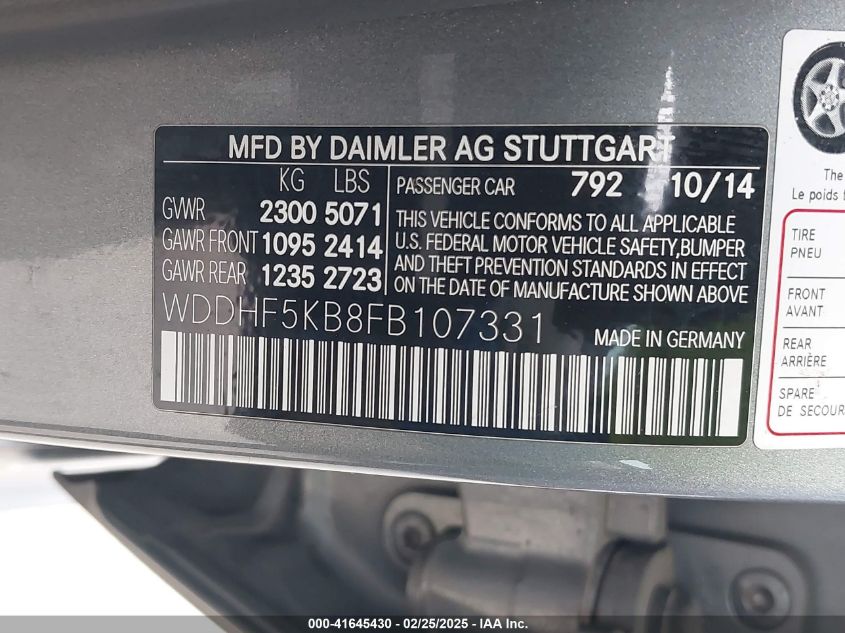 MFD BY DAIMLER AG STUTTGART
KG LBS
PASSENGER CAR 792 10/14
GVWR 2300 5071
GAWR FRONT 1095 2414
GAWR REAR 1235 2723
THIS VEHICLE CONFORMS TO ALL APPLICABLE
U.S. FEDERAL MOTOR VEHICLE SAFETY, BUMPER
AND THEFT PREVENTION STANDARDS IN EFFECT
ON THE DATE OF MANUFACTURE SHOWN ABOVE.
WDDHF5KB8FB107331
MADE IN GERMANY
The
Le poids
TIRE
PNEU
FRONT
AVANT
REAR
ARRIÈRE
SPARE
DE SECOUR
000-41645430 - 02/25/2025 - IAA Inc.